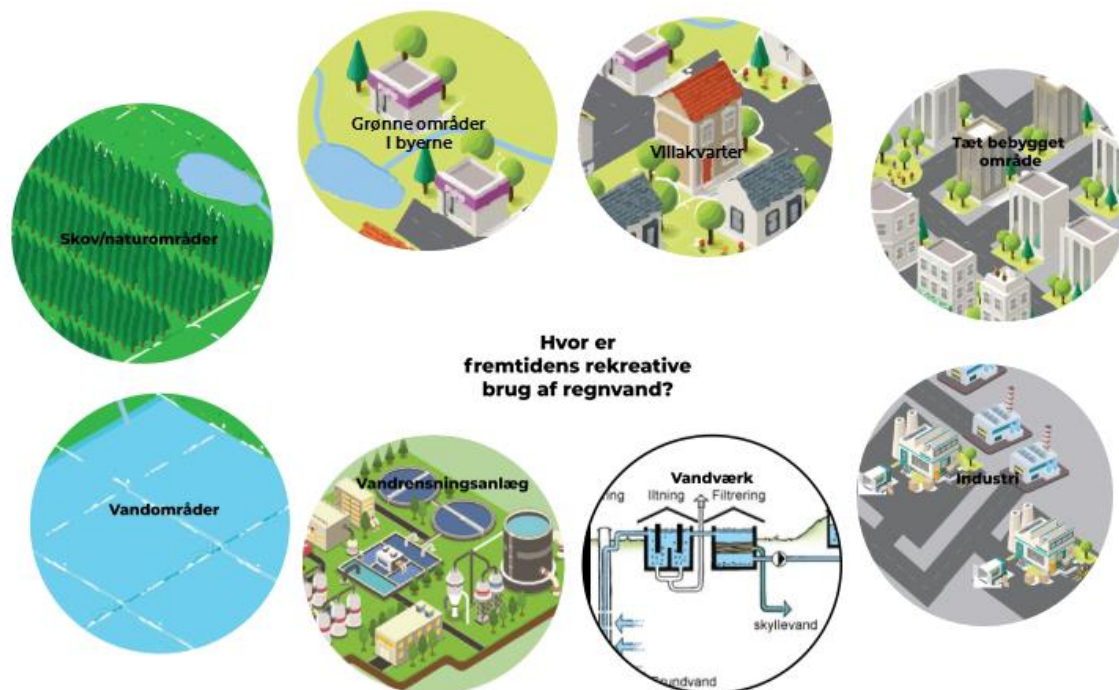 Grønne områder
I byerne
Villakvarter
Tæt bebygget
område
Skov/naturområder
Hvor er
fremtidens rekreative
brug af regnvand?
Vandområder
Vandrensningsanlæg
Vandværk
Iltning
Filtrering
skyllevand
Industri